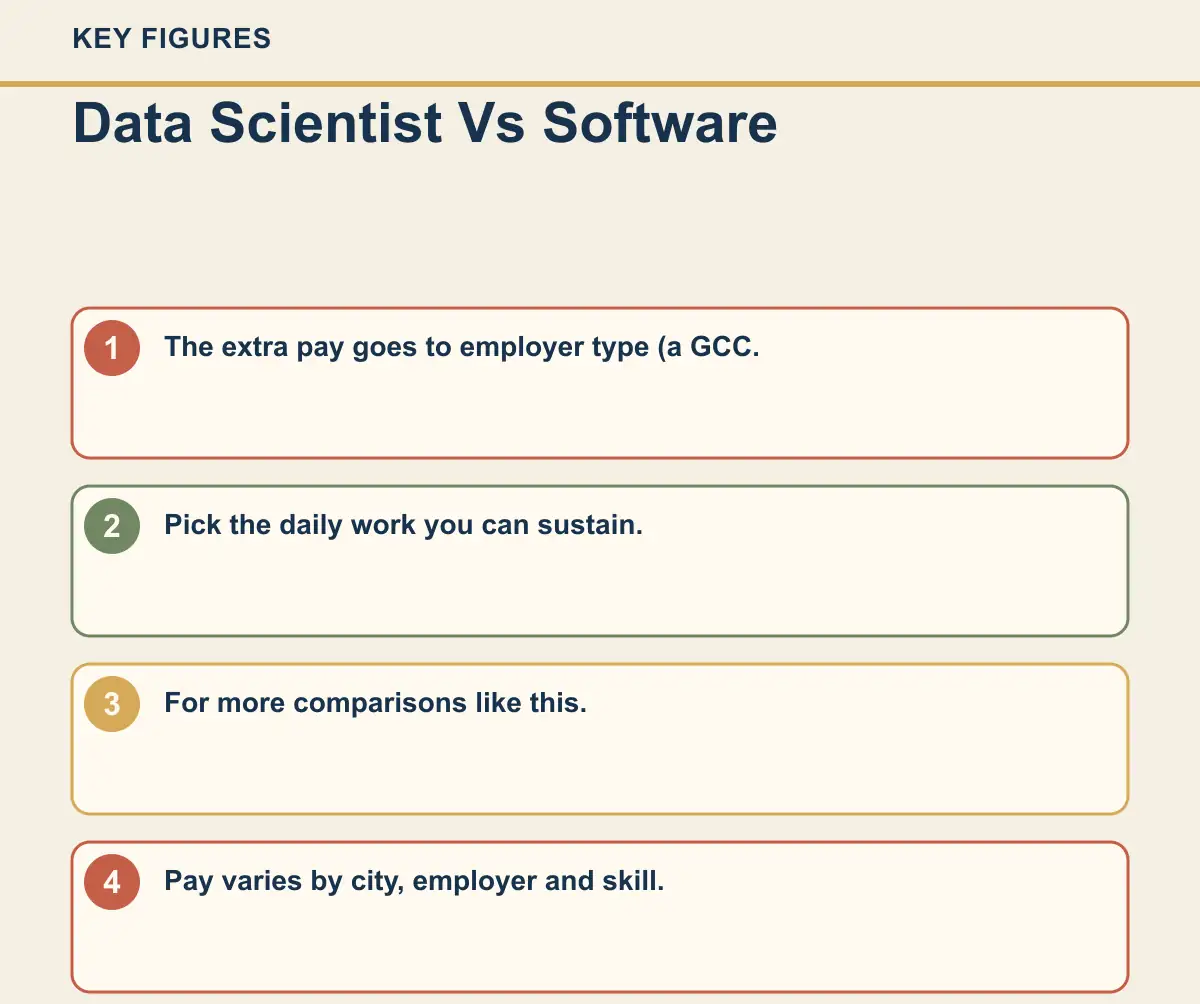 KEY FIGURES
Data Scientist Vs Software
1 The extra pay goes to employer type (a GCC.
2 Pick the daily work you can sustain.
3 For more comparisons like this.
4 Pay varies by city, employer and skill.